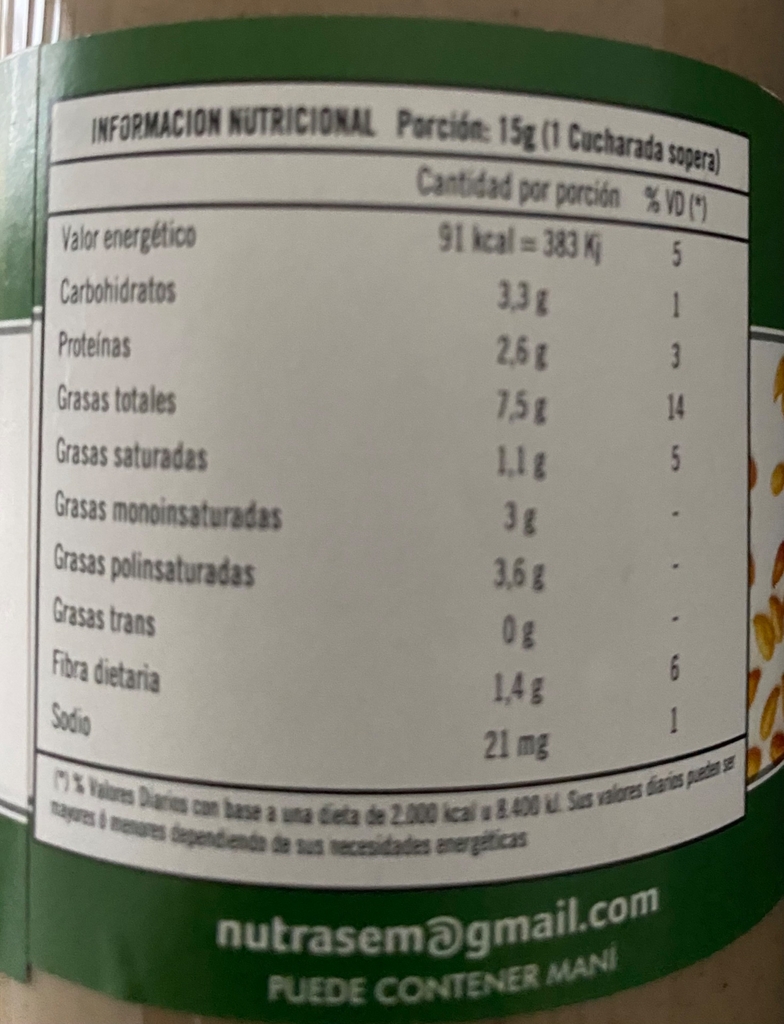 INFORMACION NUTRICIONAL Porción: 15g (1 Cucharada sopera)
Cantidad por porción % VD (*)
Valor energético 91 kcal = 383 Kj 5
Carbohidratos 3,3 g 1
Proteínas 2,6 g 3
Grasas totales 7,5 g 14
Grasas saturadas 1,1 g 5
Grasas monoinsaturadas 3 g -
Grasas polinsaturadas 3,6 g -
Grasas trans 0 g -
Fibra dietaria 1,4 g 6
Sodio 21 mg 1
(*) % Valores Diarios con base a una dieta de 2.000 kcal u 8.400 kJ. Sus valores diarios pueden ser
mayores ó menores dependiendo de sus necesidades energéticas
nutrasem@gmail.com
PUEDE CONTENER MANÍ